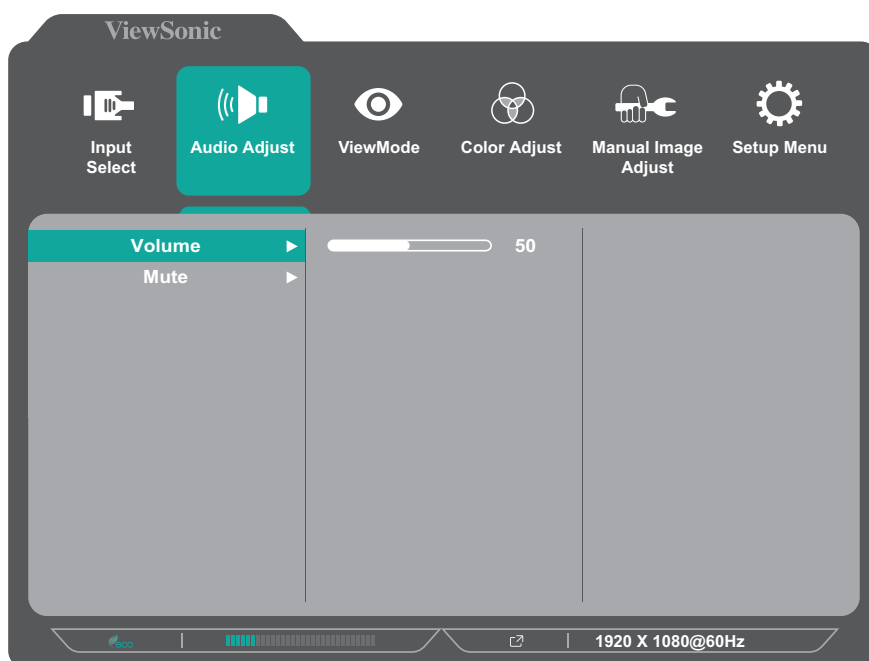 ViewSonic
Input
Select
Audio Adjust
ViewMode
Color Adjust
Manual Image
Adjust
Setup Menu
Volume
50
Mute
eco
1920 X 1080@60Hz